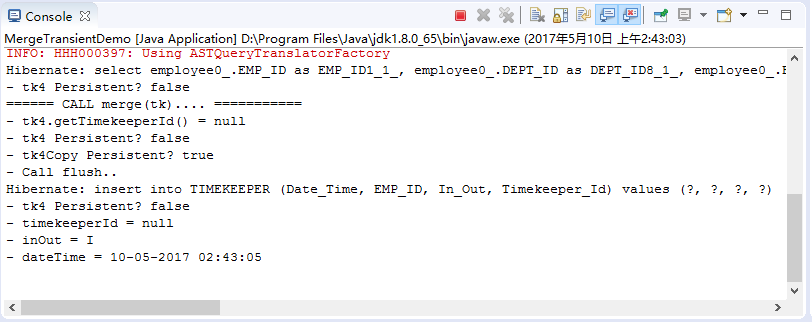 Console
MergeTransientDemo [Java Application] D:\Program Files\Java\jdk1.8.0_65\bin\javaw.exe (2017年5月10日 上午2:43:03)
INFO: HHH000397: Using ASTQueryTranslatorFactory
Hibernate: select employee0_.EMP_ID as EMP_ID1_1_, employee0_.DEPT_ID as DEPT_ID8_1_, employee0_.E
- tk4 Persistent? false
====== CALL merge(tk).... ===========
- tk4.getTimekeeperId() = null
- tk4 Persistent? false
- tk4Copy Persistent? true
- Call flush..
Hibernate: insert into TIMEKEEPER (Date_Time, EMP_ID, In_Out, Timekeeper_Id) values (?, ?, ?, ?)
- tk4 Persistent? false
- timekeeperId = null
- inOut = I
- dateTime = 10-05-2017 02:43:05